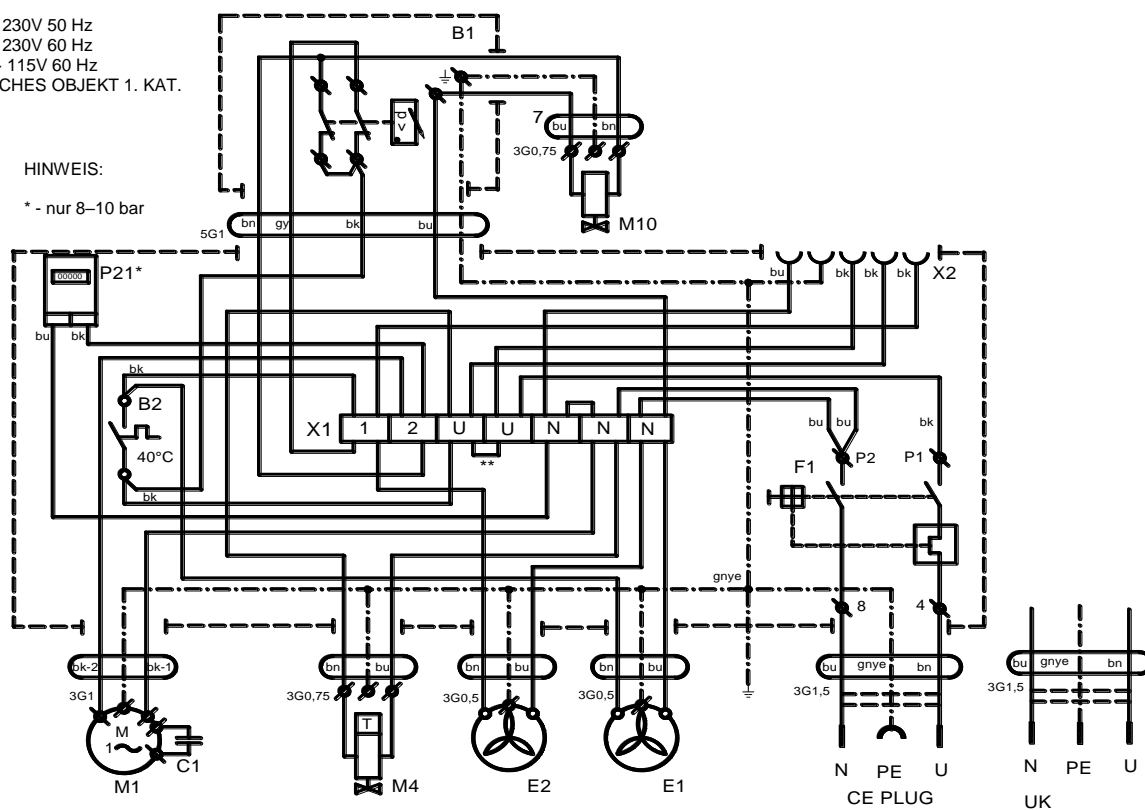 230V 50 Hz
230V 60 Hz
- 115V 60 Hz
CHES OBJEKT 1. KAT.
HINWEIS:
* - nur 8–10 bar
B1
p
>
7
bu bn
3G0,75
M10
bn gy bk bu
5G1
P21*
00000
bu bk
bu bk bk bk
X2
bk
B2
40°C
bk
X1 1 2 U U N N N
**
bu bu bk
P2 P1
F1
gnye
8 4
bk-2 bk-1
3G1
M
1
M1
C1
bn bu
3G0,75
T
M4
bn bu
3G0,5
E2
bn bu
3G0,5
E1
bu gnye bn
3G1,5
N PE U
CE PLUG
bu gnye bn
3G1,5
N PE U
UK